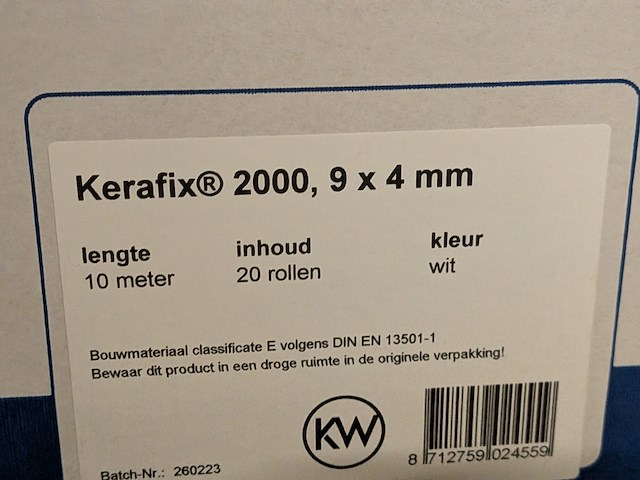 Kerafix® 2000, 9 x 4 mm
lengte inhoud kleur
10 meter 20 rollen wit
Bouwmateriaal classificate E volgens DIN EN 13501-1
Bewaar dit product in een droge ruimte in de originele verpakking!
KW
8 712759 024559
Batch-Nr.: 260223